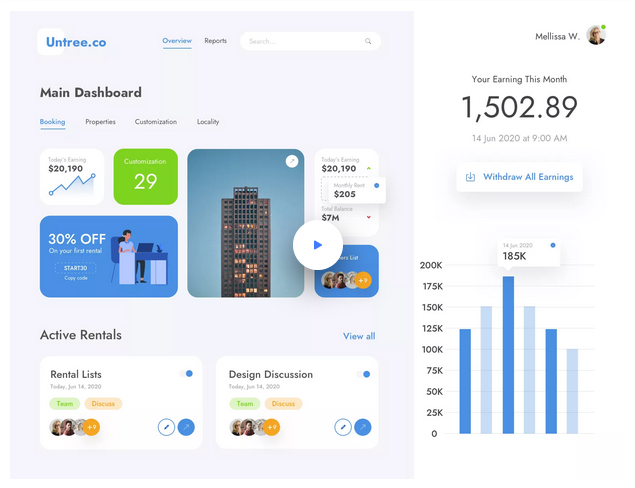 Untree.co
Overview
Reports
Search...
Mellissa W.
Main Dashboard
Booking
Properties
Customization
Locality
Today's Earning
$20,190
Customization
29
Today's Earning
$20,190
Monthly Rent
$205
Total Balance
$7M
30% OFF
On your first rental
START30
Copy code
List
+9
Active Rentals
View all
Rental Lists
Today, Jun 14, 2020
Team
Discuss
+9
Design Discussion
Today, Jun 14, 2020
Team
Discuss
+9
Your Earning This Month
1,502.89
14 Jun 2020 at 9:00 AM
Withdraw All Earnings
14 Jun 2020
185K
200K
175K
150K
125K
100K
75K
50K
25K
0